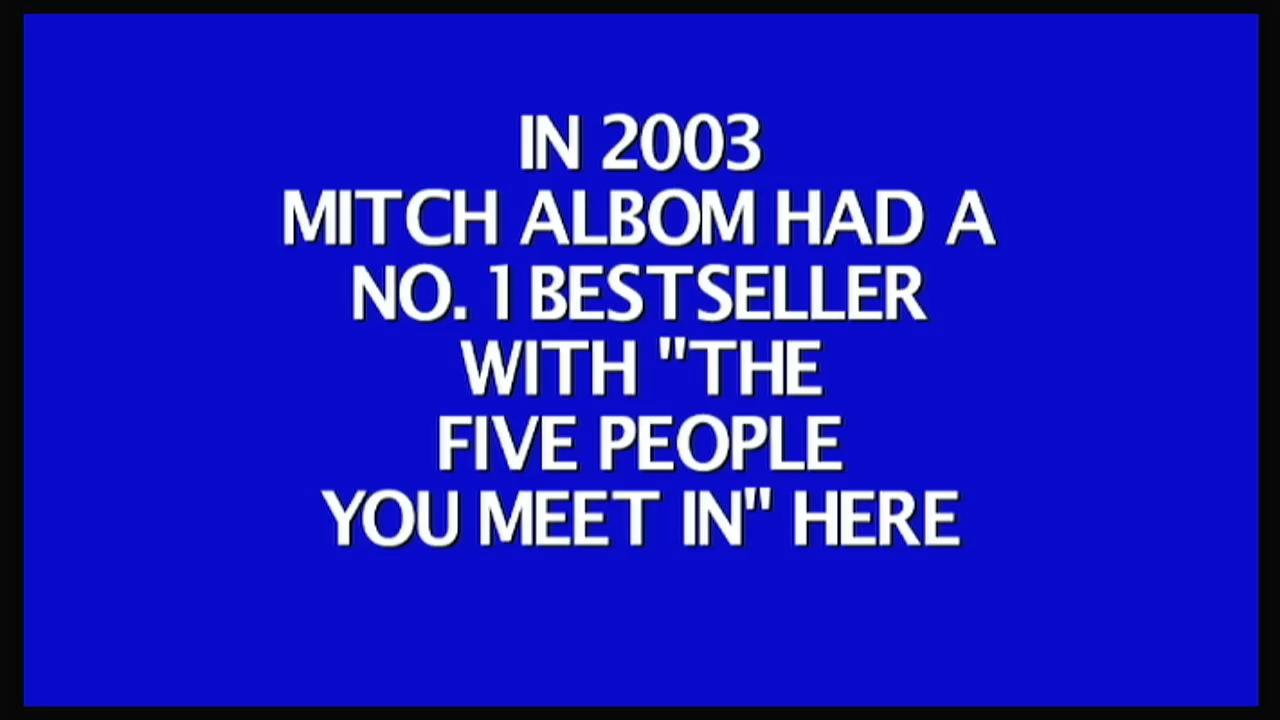 IN 2003
MITCH ALBOM HAD A
NO. 1 BESTSELLER
WITH "THE
FIVE PEOPLE
YOU MEET IN" HERE